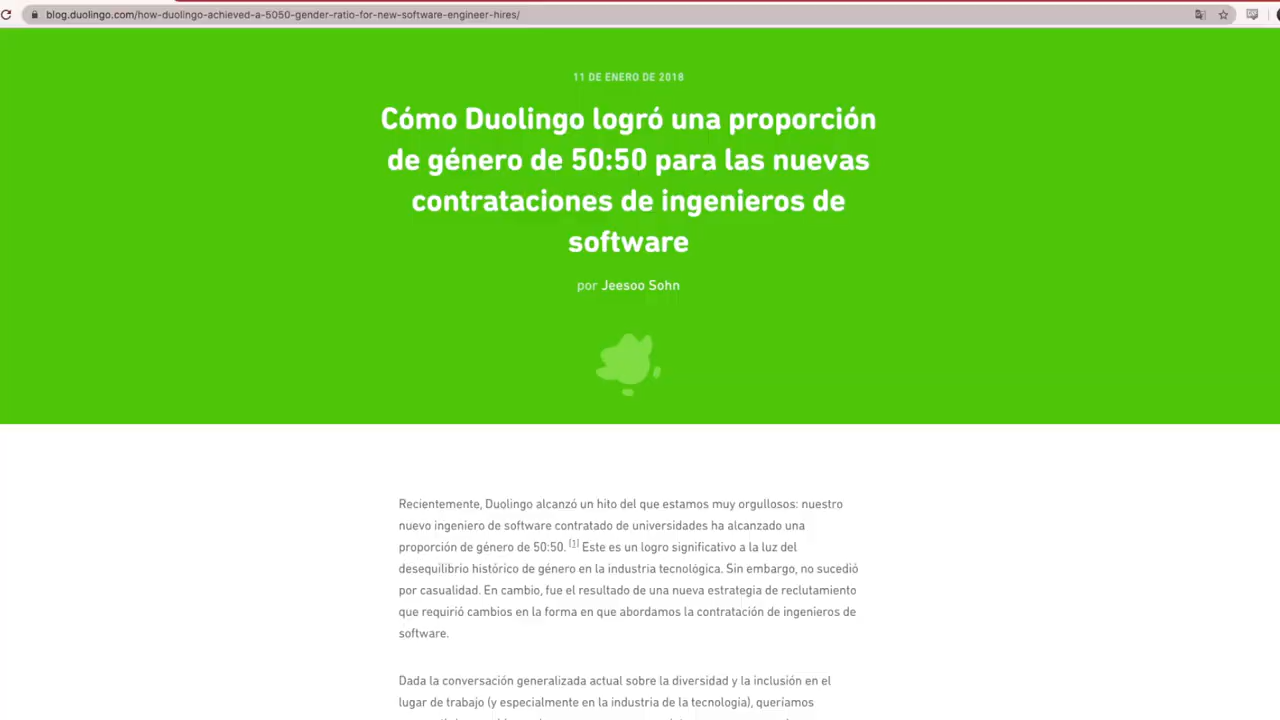 blog.duolingo.com/how-duolingo-achieved-a-5050-gender-ratio-for-new-software-engineer-hires/
11 DE ENERO DE 2018
Cómo Duolingo logró una proporción
de género de 50:50 para las nuevas
contrataciones de ingenieros de
software
por Jeesoo Sohn
Recientemente, Duolingo alcanzó un hito del que estamos muy orgullosos: nuestro
nuevo ingeniero de software contratado de universidades ha alcanzado una
proporción de género de 50:50. [1] Este es un logro significativo a la luz del
desequilibrio histórico de género en la industria tecnológica. Sin embargo, no sucedió
por casualidad. En cambio, fue el resultado de una nueva estrategia de reclutamiento
que requirió cambios en la forma en que abordamos la contratación de ingenieros de
software.
Dada la conversación generalizada actual sobre la diversidad y la inclusión en el
lugar de trabajo (y especialmente en la industria de la tecnología), queríamos